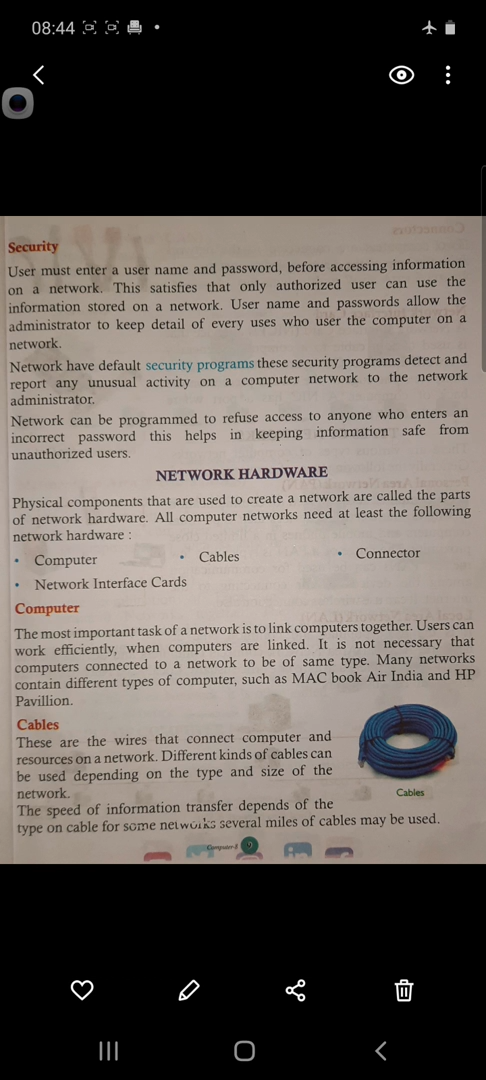 08:44
Security
User must enter a user name and password, before accessing information
on a network. This satisfies that only authorized user can use the
information stored on a network. User name and passwords allow the
administrator to keep detail of every uses who user the computer on a
network.
Network have default security programs these security programs detect and
report any unusual activity on a computer network to the network
administrator.
Network can be programmed to refuse access to anyone who enters an
incorrect password this helps in keeping information safe from
unauthorized users.
NETWORK HARDWARE
Physical components that are used to create a network are called the parts
of network hardware. All computer networks need at least the following
network hardware :
• Computer • Cables • Connector
• Network Interface Cards
Computer
The most important task of a network is to link computers together. Users can
work efficiently, when computers are linked. It is not necessary that
computers connected to a network to be of same type. Many networks
contain different types of computer, such as MAC book Air India and HP
Pavillion.
Cables
These are the wires that connect computer and
resources on a network. Different kinds of cables can
be used depending on the type and size of the
network.
Cables
The speed of information transfer depends of the
type on cable for some networks several miles of cables may be used.
Computer-8